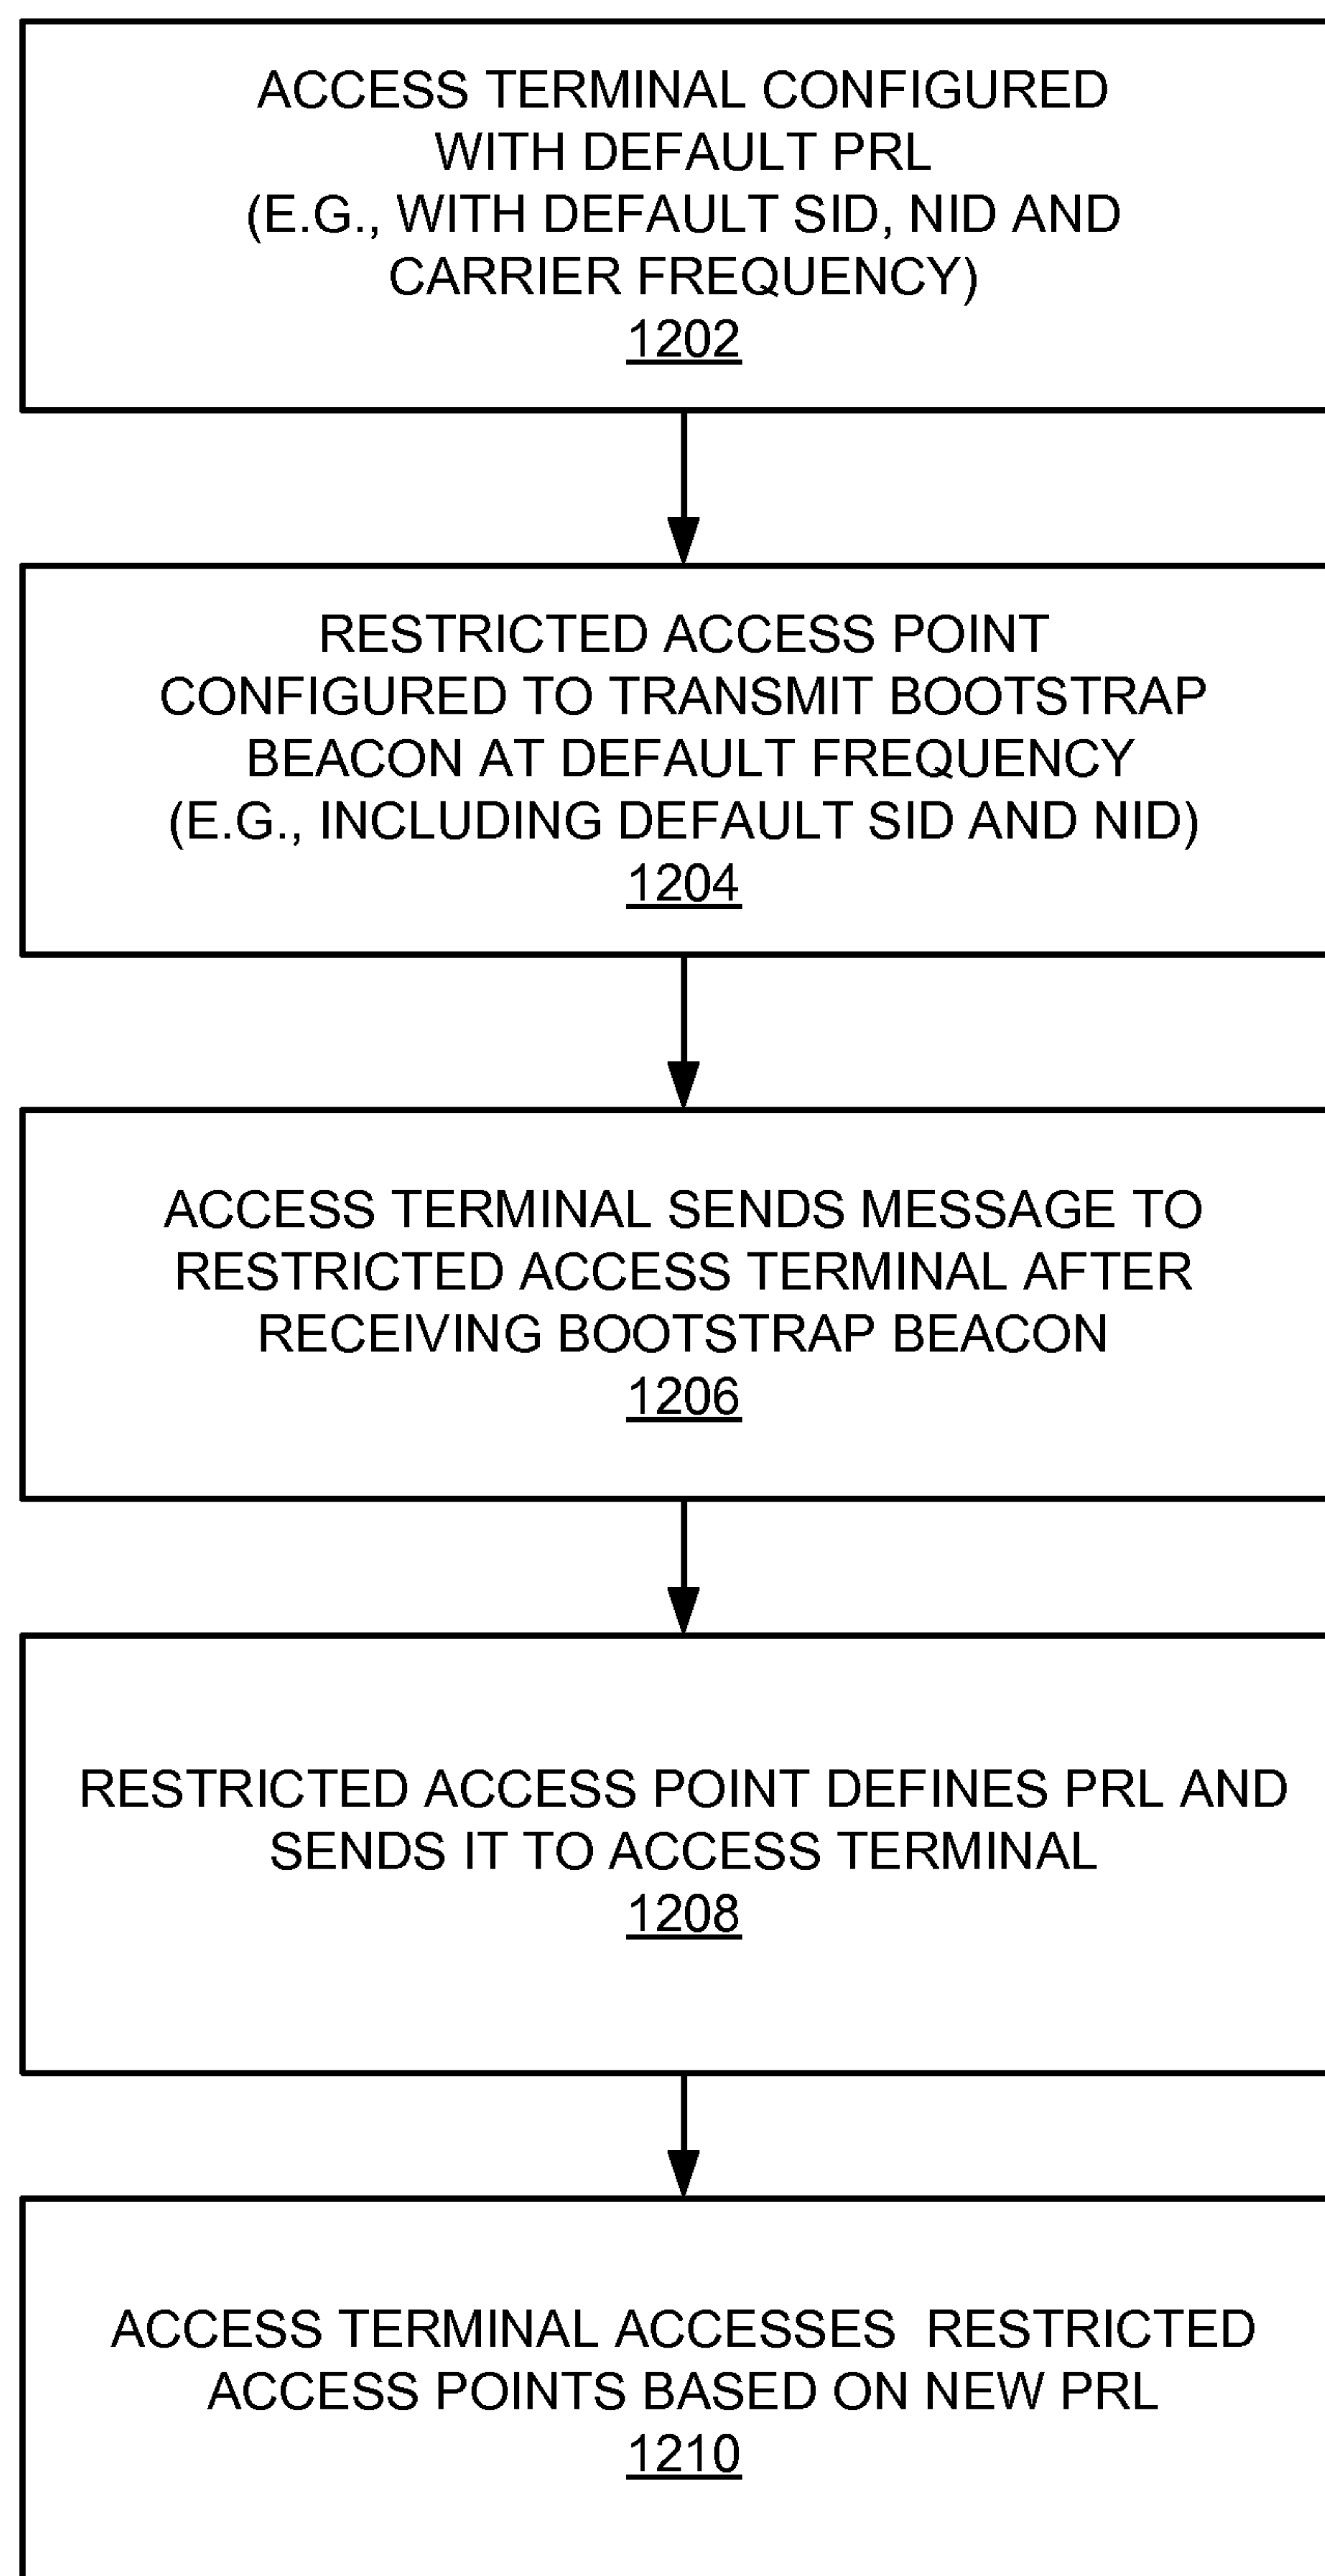 ACCESS TERMINAL CONFIGURED
WITH DEFAULT PRL
(E.G., WITH DEFAULT SID, NID AND
CARRIER FREQUENCY)
1202
RESTRICTED ACCESS POINT
CONFIGURED TO TRANSMIT BOOTSTRAP
BEACON AT DEFAULT FREQUENCY
(E.G., INCLUDING DEFAULT SID AND NID)
1204
ACCESS TERMINAL SENDS MESSAGE TO
RESTRICTED ACCESS TERMINAL AFTER
RECEIVING BOOTSTRAP BEACON
1206
RESTRICTED ACCESS POINT DEFINES PRL AND
SENDS IT TO ACCESS TERMINAL
1208
ACCESS TERMINAL ACCESSES  RESTRICTED
ACCESS POINTS BASED ON NEW PRL
1210